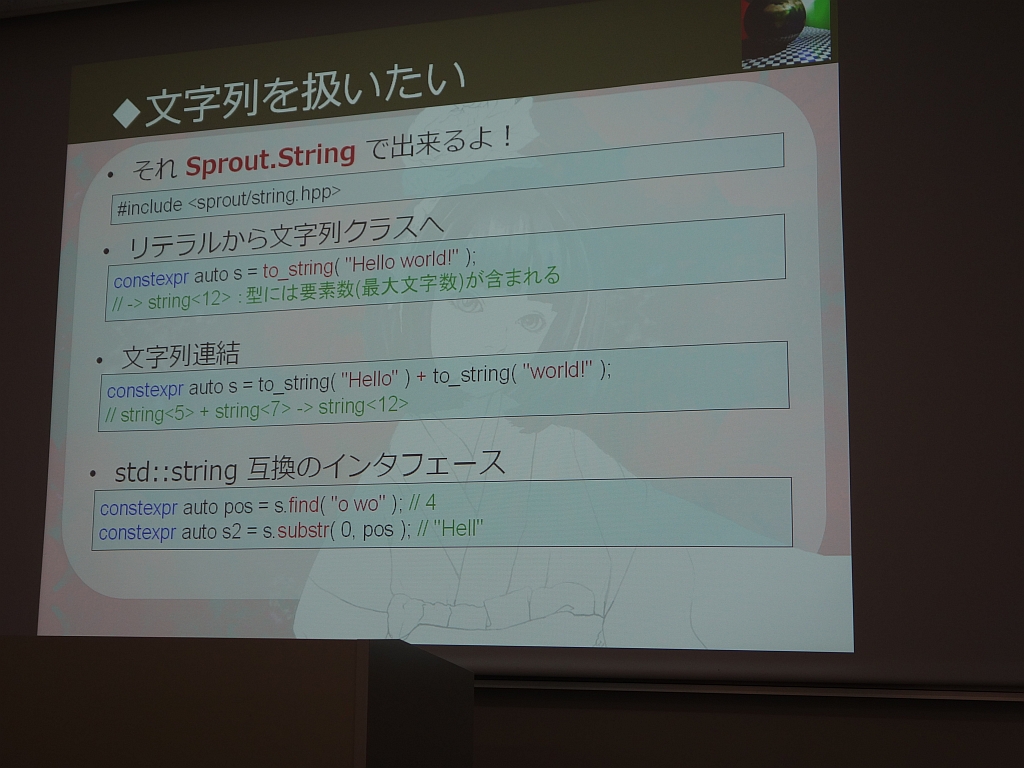 ◆文字列を扱いたい
• それ Sprout.String で出来るよ！
#include <sprout/string.hpp>
• リテラルから文字列クラスへ
constexpr auto s = to_string( "Hello world!" );
// -> string<12> : 型には要素数(最大文字数)が含まれる
• 文字列連結
constexpr auto s = to_string( "Hello" ) + to_string( "world!" );
// string<5> + string<7> -> string<12>
• std::string 互換のインタフェース
constexpr auto pos = s.find( "o wo" ); // 4
constexpr auto s2 = s.substr( 0, pos ); // "Hell"